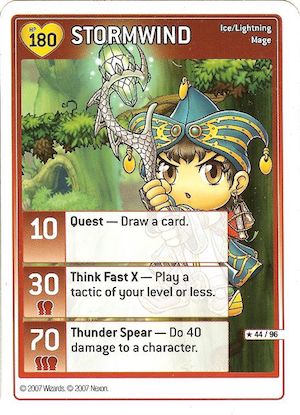 HP
180
STORMWIND
Ice/Lightning
Mage
10
Quest — Draw a card.
30
Think Fast X — Play a
tactic of your level or less.
70
Thunder Spear — Do 40
damage to a character.
★ 44 / 96
© 2007 Wizards. © 2007 Nexon.